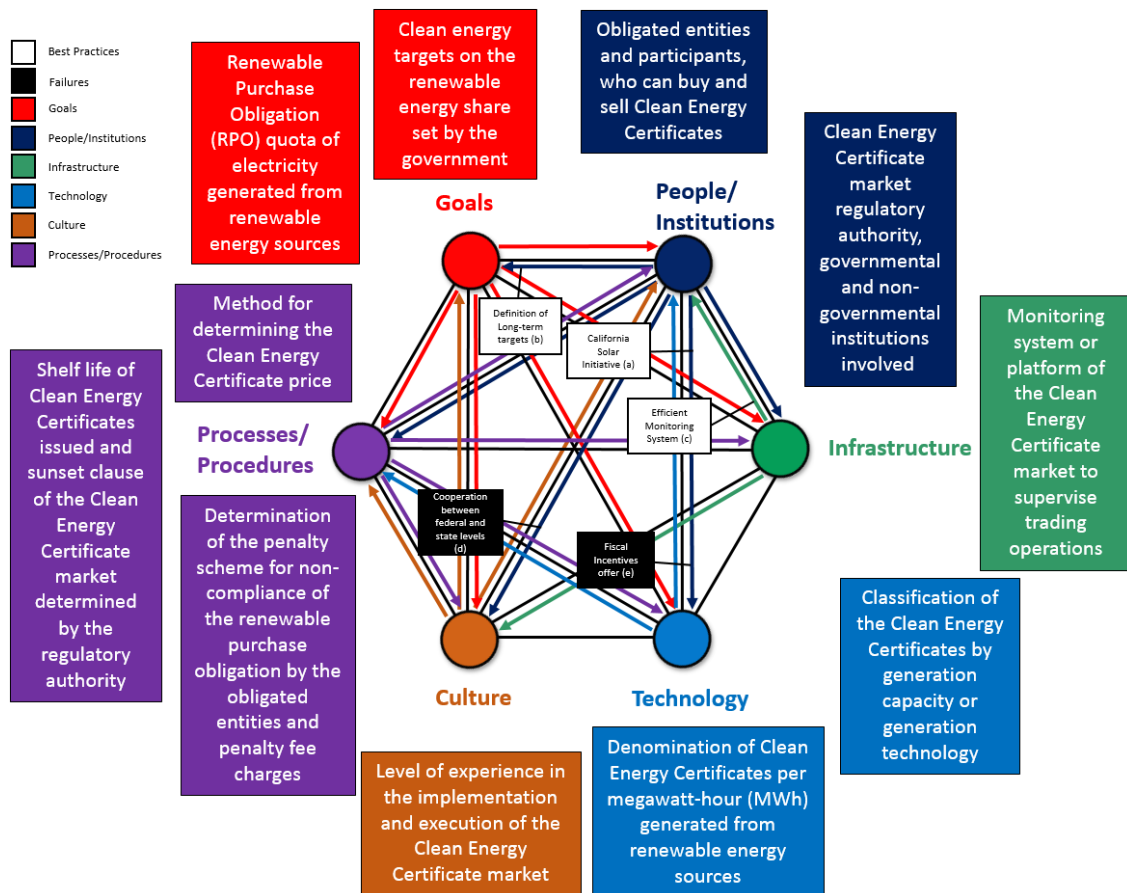 Best Practices
Failures
Goals
People/Institutions
Infrastructure
Technology
Culture
Processes/Procedures
Renewable
Purchase
Obligation
(RPO) quota of
electricity
generated from
renewable
energy sources
Clean energy
targets on the
renewable
energy share
set by the
government
Obligated entities
and participants,
who can buy and
sell Clean Energy
Certificates
Clean Energy
Certificate
market
regulatory
authority,
governmental
and non-
governmental
institutions
involved
Goals
People/
Institutions
Method for
determining the
Clean Energy
Certificate price
Definition of
Long-term
targets (b)
California
Solar
Initiative (a)
Monitoring
system or
platform of
the Clean
Energy
Certificate
market to
supervise
trading
operations
Shelf life of
Clean Energy
Certificates
issued and
sunset clause
of the Clean
Energy
Certificate
market
determined
by the
regulatory
authority
Processes/
Procedures
Efficient
Monitoring
System (c)
Infrastructure
Determination
of the penalty
scheme for non-
compliance of
the renewable
purchase
obligation by the
obligated
entities and
penalty fee
charges
Cooperation
between
federal and
state levels
(d)
Fiscal
Incentives
offer (e)
Classification of
the Clean Energy
Certificates by
generation
capacity or
generation
technology
Culture
Technology
Level of experience in
the implementation
and execution of the
Clean Energy
Certificate market
Denomination of Clean
Energy Certificates per
megawatt-hour (MWh)
generated from
renewable energy
sources